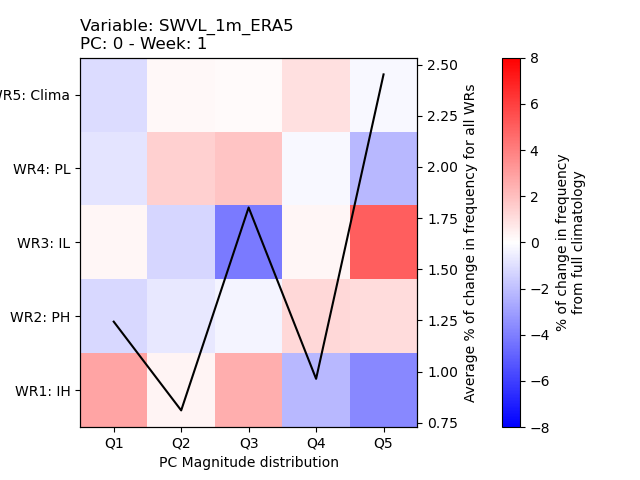 Variable: SWVL_1m_ERA5
PC: 0 - Week: 1
WR5: Clima
WR4: PL
WR3: IL
WR2: PH
WR1: IH
Q1 Q2 Q3 Q4 Q5
PC Magnitude distribution
2.50
2.25
2.00
1.75
1.50
1.25
1.00
0.75
Average % of change in frequency for all WRs
8
6
4
2
0
−2
−4
−6
−8
% of change in frequency
from full climatology